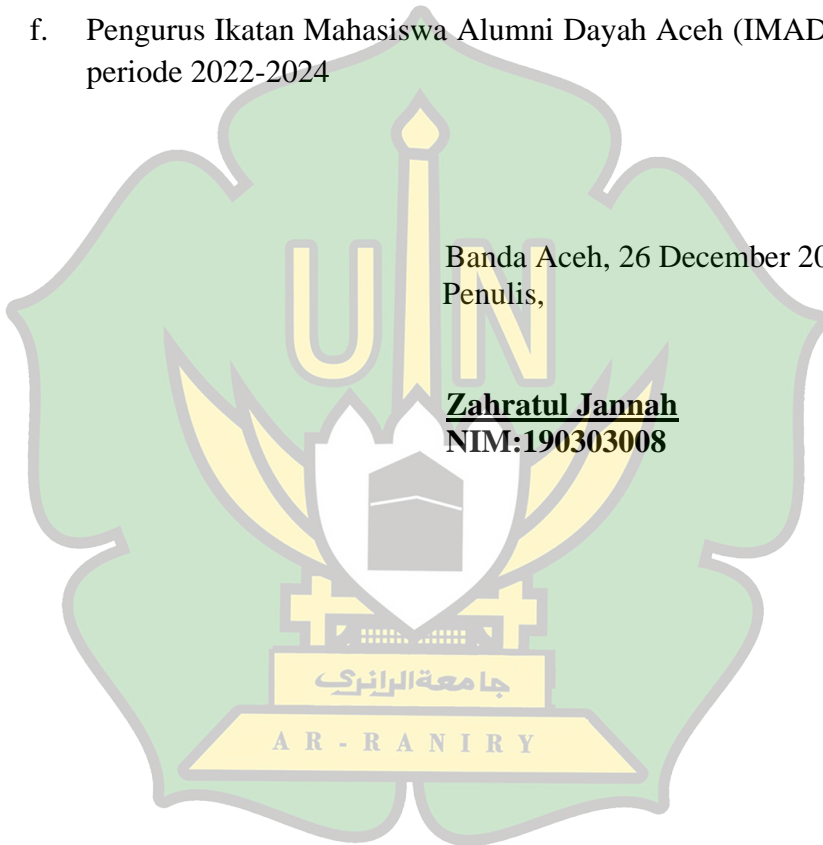 f. Pengurus Ikatan Mahasiswa Alumni Dayah Aceh (IMAD
periode 2022-2024
Banda Aceh, 26 December 20
Penulis,
Zahratul Jannah
NIM:190303008
UIN
جامعة الرانري
AR-RANIRY